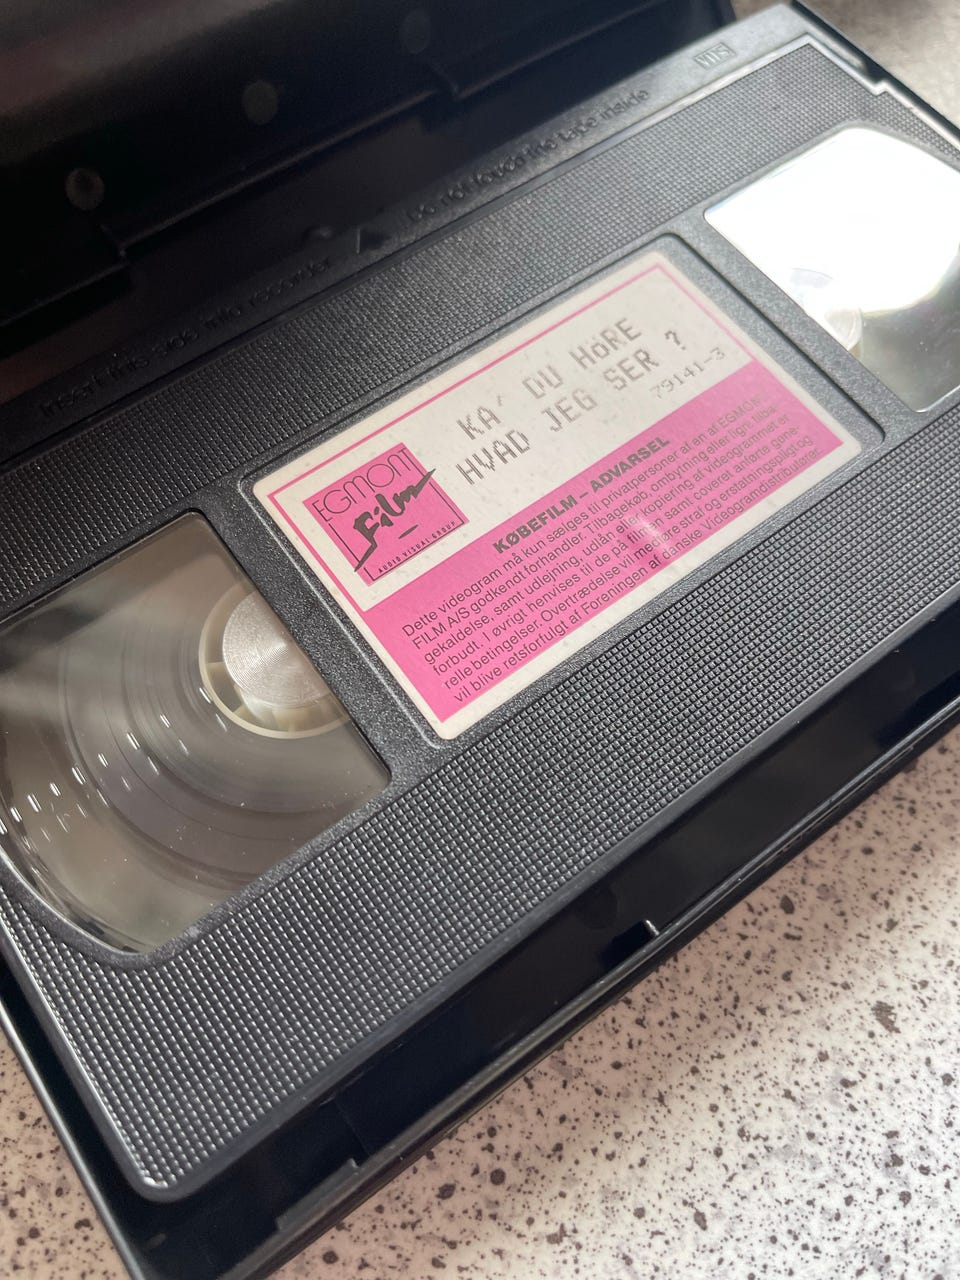 VHS
Do not touch the tape inside
Insert this side into recorder
KA' DU HÖRE
HVAD JEG SER ?
79141-3
EGMONT
Film
AUDIO VISUAL GROUP
KØBEFILM – ADVARSEL
Dette videogram må kun sælges til privatpersoner af en af EGMONT
FILM A/S godkendt forhandler. Tilbagekøb, ombytning eller lign. tilba-
gekaldelse, samt udlejning, udlån eller kopiering af videogrammet er
forbudt. I øvrigt henvises til de på filmen samt coveret anførte gene-
relle betingelser. Overtrædelse vil medføre straf og erstatningspligt og
vil blive retsforfulgt af Foreningen af danske Videogramdistributører.